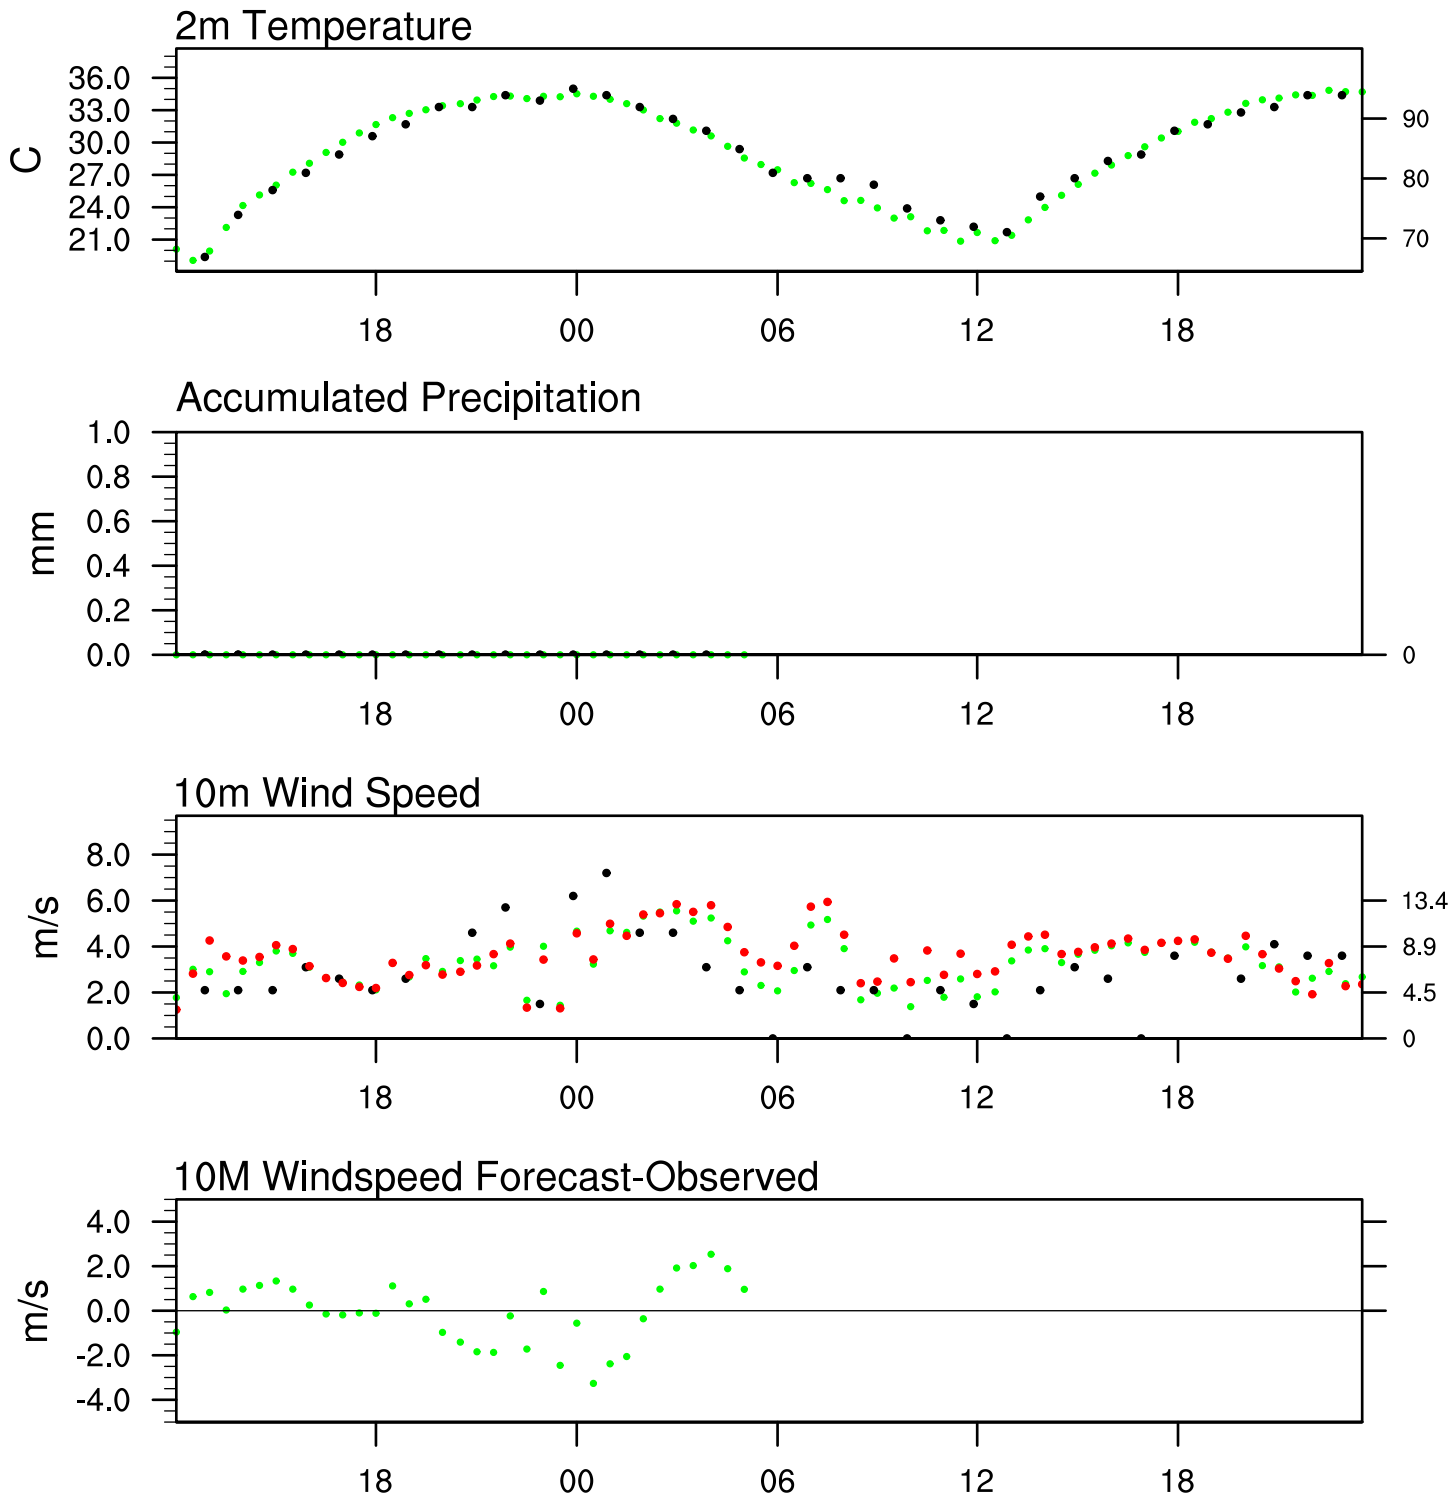 2m Temperature
C
36.0
33.0
30.0
27.0
24.0
21.0
90
80
70
18 00 06 12 18
Accumulated Precipitation
mm
1.0
0.8
0.6
0.4
0.2
0.0
0
18 00 06 12 18
10m Wind Speed
m/s
8.0
6.0
4.0
2.0
0.0
13.4
8.9
4.5
0
18 00 06 12 18
10M Windspeed Forecast-Observed
m/s
4.0
2.0
0.0
-2.0
-4.0
18 00 06 12 18